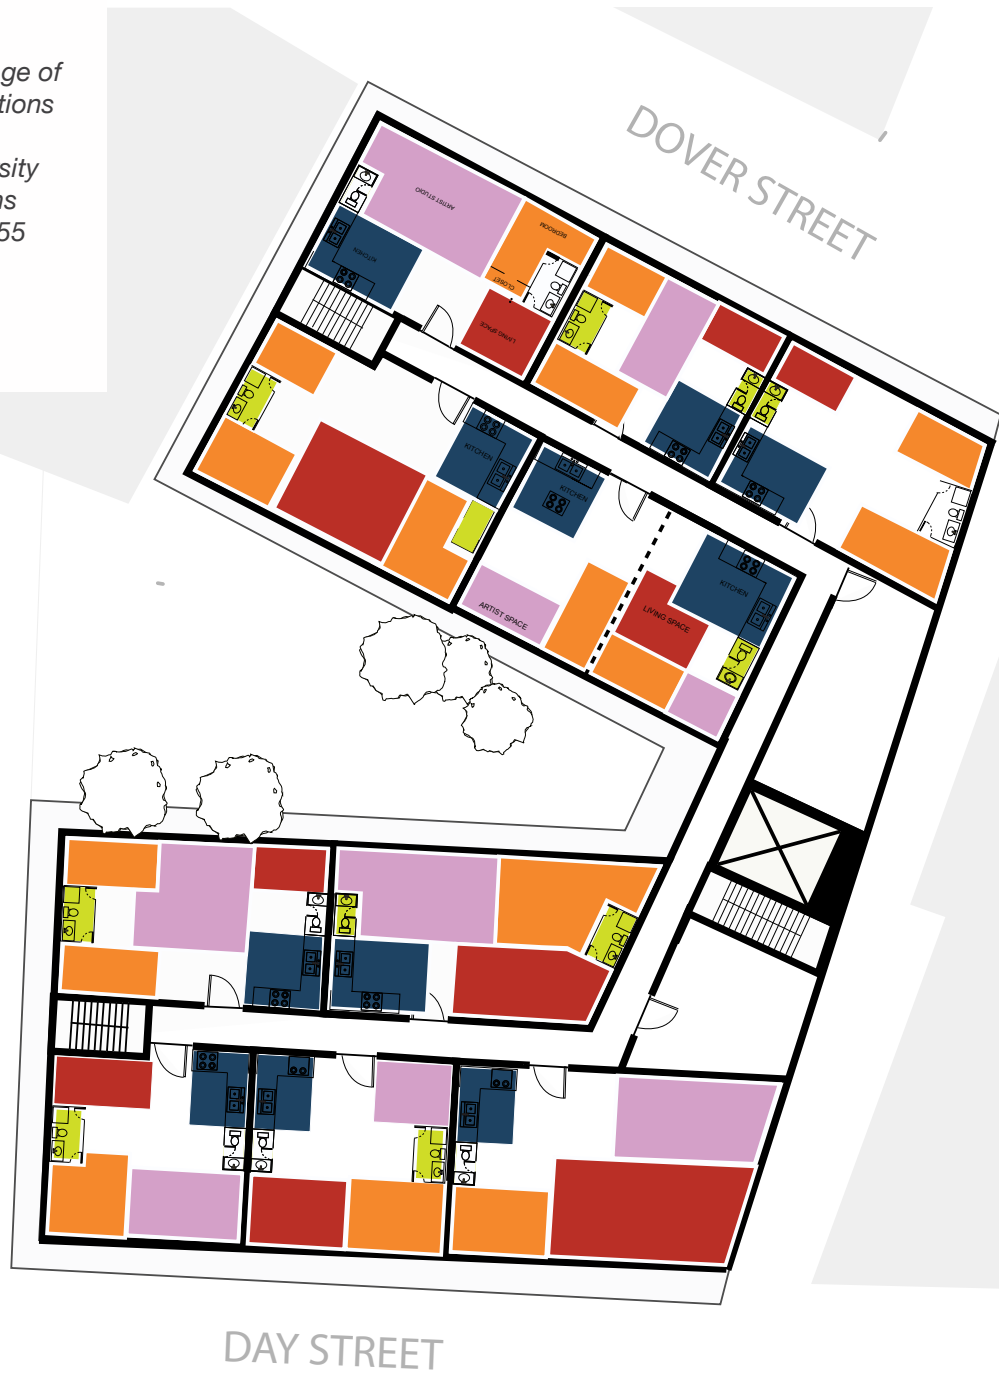 ge of
tions
sity
ns
55
DOVER STREET
ARTIST STUDIO
BEDROOM
KITCHEN
CLOSET
LIVING SPACE
KITCHEN
KITCHEN
KITCHEN
LIVING SPACE
ARTIST SPACE
DAY STREET